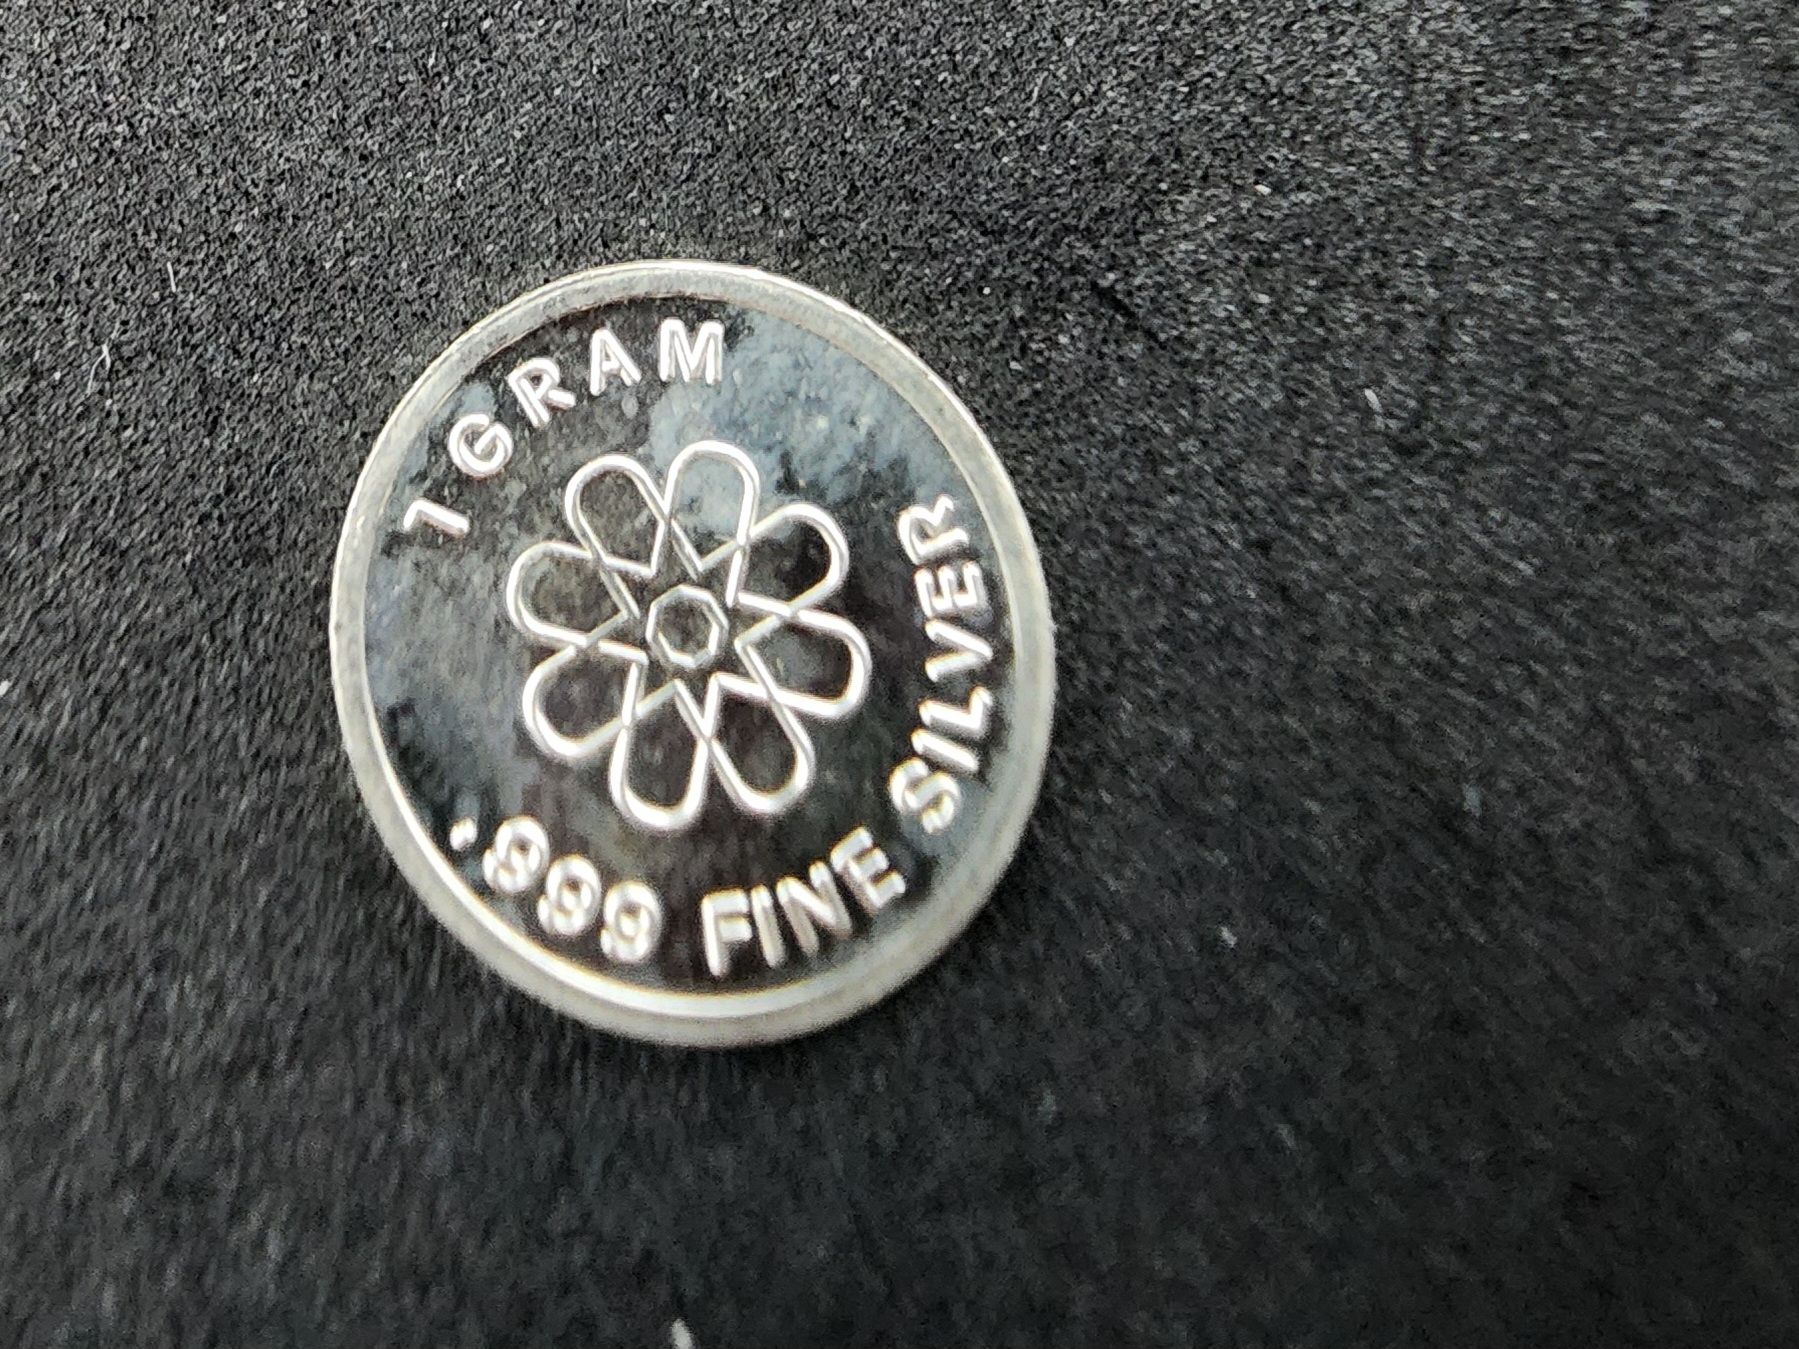 1 GRAM
.999 FINE SILVER